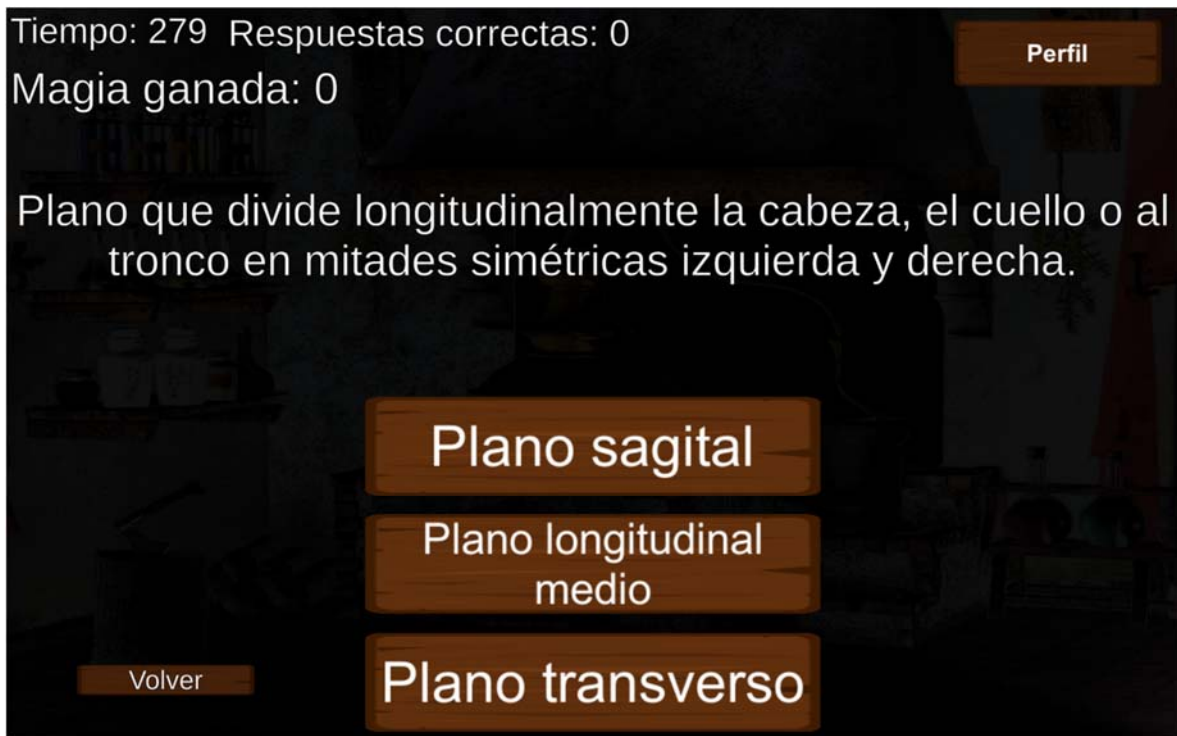 Tiempo: 279 Respuestas correctas: 0
Perfil
Magia ganada: 0
Plano que divide longitudinalmente la cabeza, el cuello o al
tronco en mitades simétricas izquierda y derecha.
Plano sagital
Plano longitudinal
medio
Volver
Plano transverso